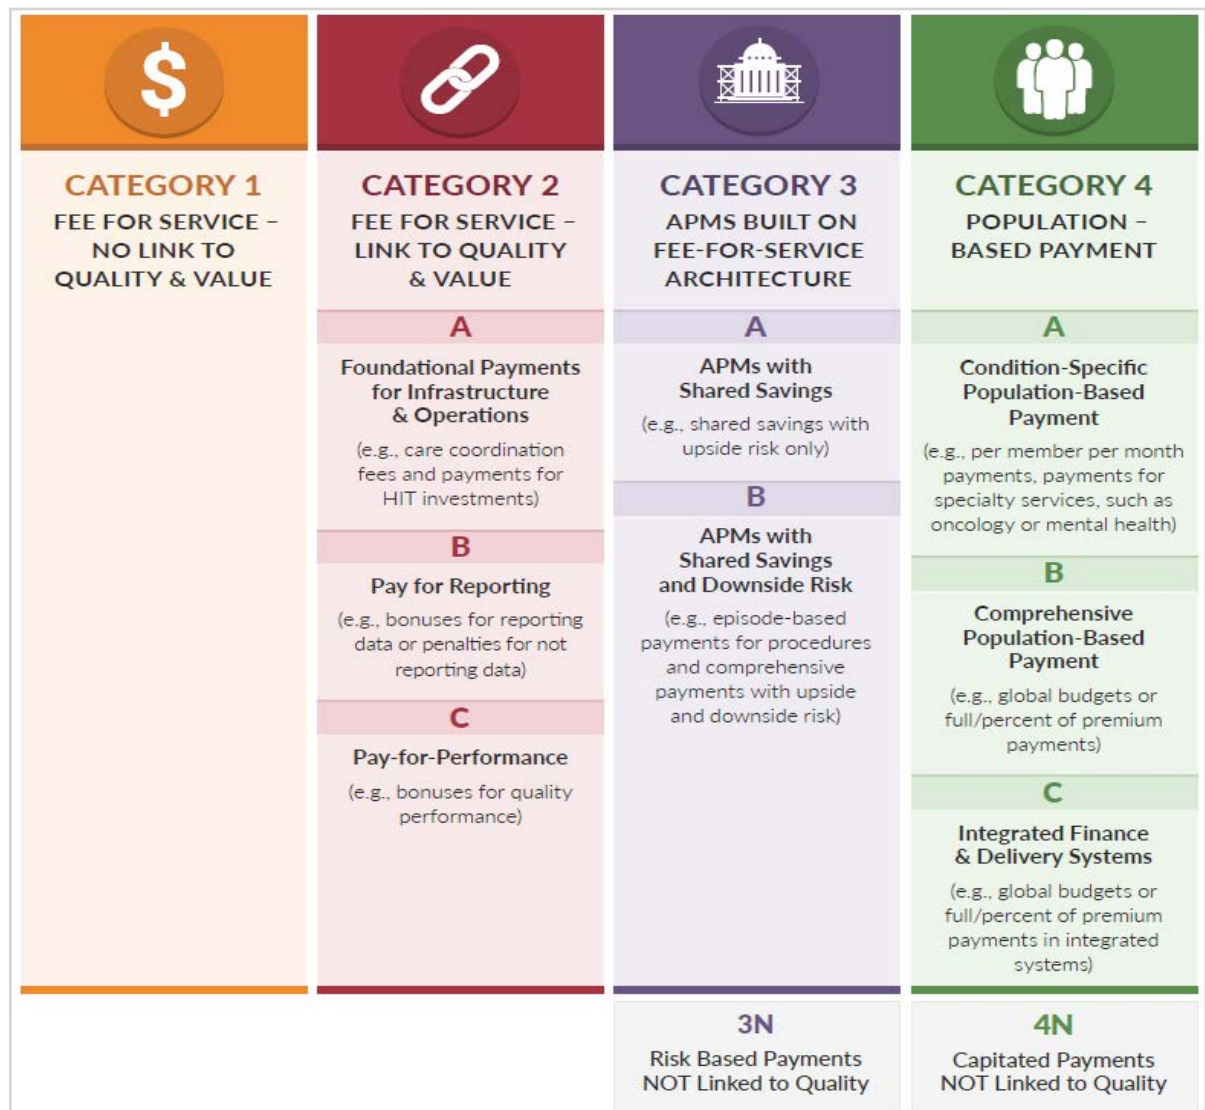 $
CATEGORY 1
FEE FOR SERVICE –
NO LINK TO
QUALITY & VALUE
CATEGORY 2
FEE FOR SERVICE –
LINK TO QUALITY
& VALUE
A
Foundational Payments
for Infrastructure
& Operations
(e.g., care coordination
fees and payments for
HIT investments)
B
Pay for Reporting
(e.g., bonuses for reporting
data or penalties for not
reporting data)
C
Pay-for-Performance
(e.g., bonuses for quality
performance)
CATEGORY 3
APMS BUILT ON
FEE-FOR-SERVICE
ARCHITECTURE
A
APMs with
Shared Savings
(e.g., shared savings with
upside risk only)
B
APMs with
Shared Savings
and Downside Risk
(e.g., episode-based
payments for procedures
and comprehensive
payments with upside
and downside risk)
3N
Risk Based Payments
NOT Linked to Quality
CATEGORY 4
POPULATION –
BASED PAYMENT
A
Condition-Specific
Population-Based
Payment
(e.g., per member per month
payments, payments for
specialty services, such as
oncology or mental health)
B
Comprehensive
Population-Based
Payment
(e.g., global budgets or
full/percent of premium
payments)
C
Integrated Finance
& Delivery Systems
(e.g., global budgets or
full/percent of premium
payments in integrated
systems)
4N
Capitated Payments
NOT Linked to Quality